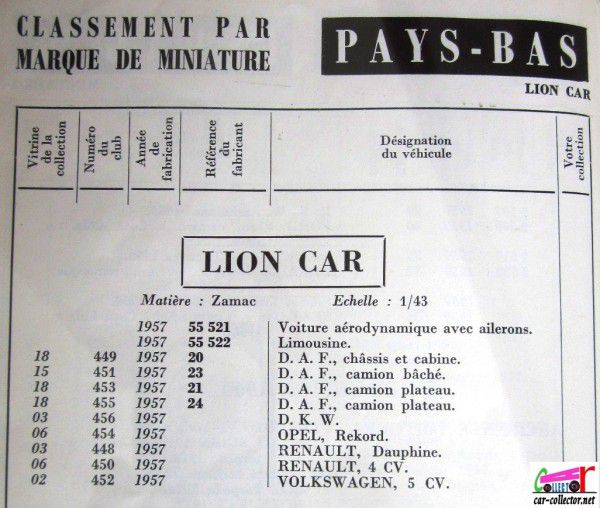 CLASSEMENT PAR
MARQUE DE MINIATURE
PAYS-BAS
LION CAR
Vitrine de la collection
Numéro du club
Année de fabrication
Référence du fabricant
Désignation
du véhicule
Votre collection
LION CAR
Matière : Zamac Echelle : 1/43
1957 55 521 Voiture aérodynamique avec ailerons.
1957 55 522 Limousine.
18 449 1957 20 D. A. F., châssis et cabine.
15 451 1957 23 D. A. F., camion bâché.
18 453 1957 21 D. A. F., camion plateau.
18 455 1957 24 D. A. F., camion plateau.
03 456 1957 D. K. W.
06 454 1957 OPEL, Rekord.
03 448 1957 RENAULT, Dauphine.
06 450 1957 RENAULT, 4 CV.
02 452 1957 VOLKSWAGEN, 5 CV.
CAR
COLLECTOR
car-collector.net